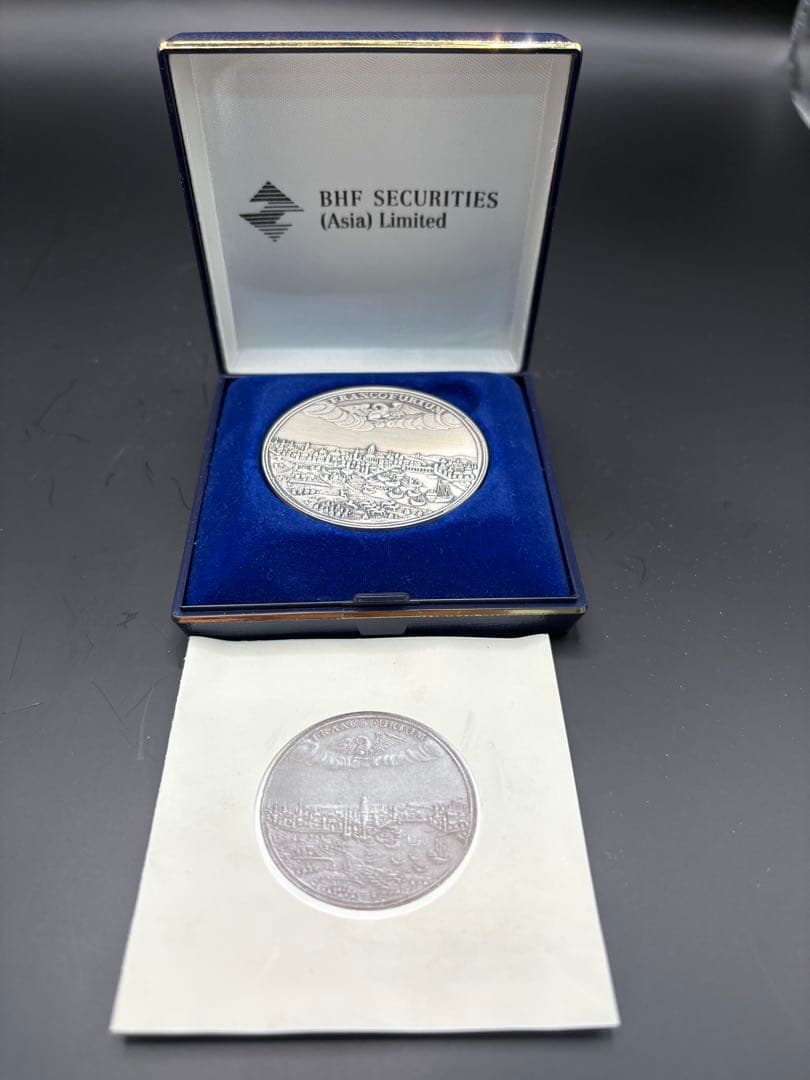 BHF SECURITIES
(Asia) Limited
FRANCOFURTUM
FRANCOFURTUM